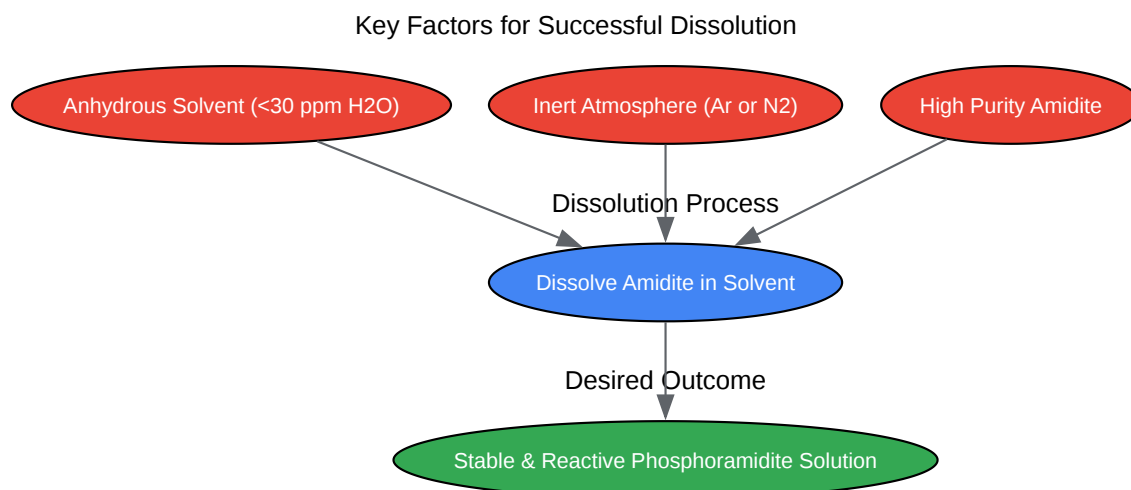 Key Factors for Successful Dissolution
Anhydrous Solvent (<30 ppm H2O)
Inert Atmosphere (Ar or N2)
High Purity Amidite
Dissolution Process
Dissolve Amidite in Solvent
Desired Outcome
Stable & Reactive Phosphoramidite Solution